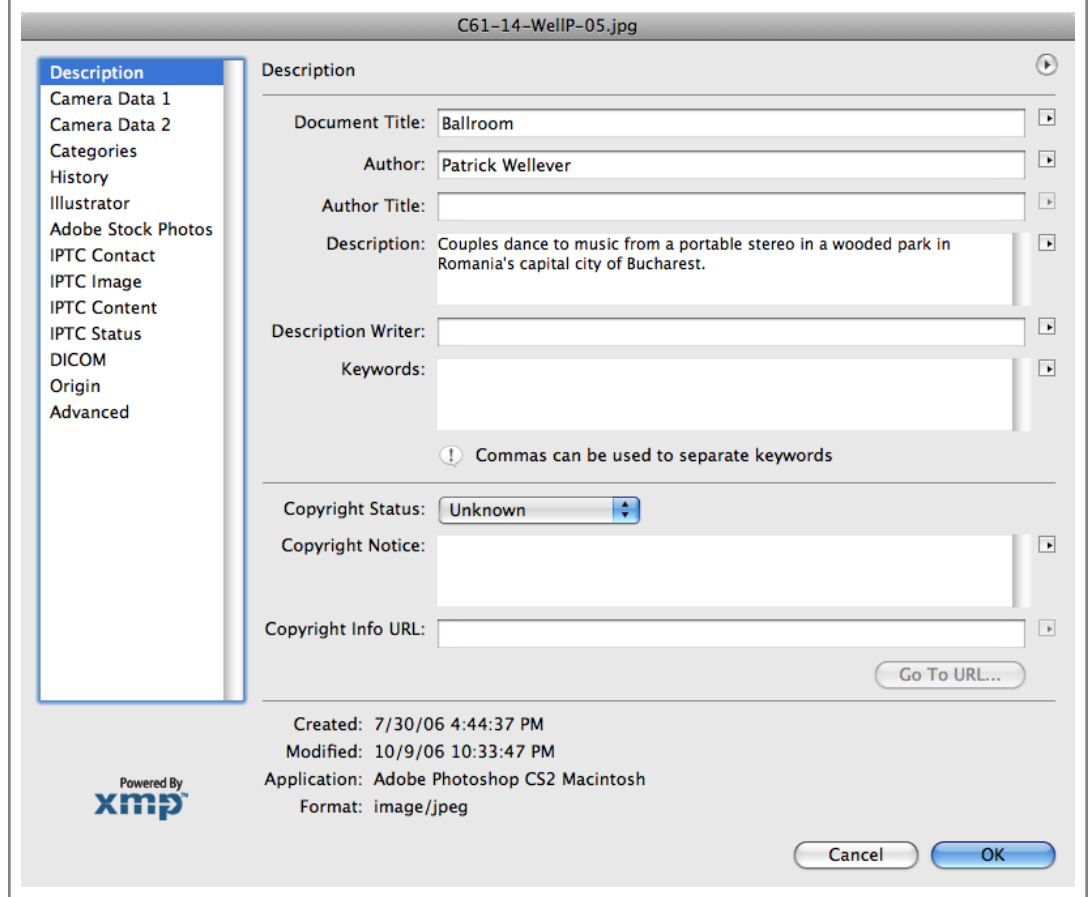 C61-14-WellP-05.jpg
Description
Camera Data 1
Camera Data 2
Categories
History
Illustrator
Adobe Stock Photos
IPTC Contact
IPTC Image
IPTC Content
IPTC Status
DICOM
Origin
Advanced
Description
Document Title: Ballroom
Author: Patrick Wellever
Author Title:
Description: Couples dance to music from a portable stereo in a wooded park in
Romania's capital city of Bucharest.
Description Writer:
Keywords:
! Commas can be used to separate keywords
Copyright Status: Unknown
Copyright Notice:
Copyright Info URL:
Go To URL...
Created: 7/30/06 4:44:37 PM
Modified: 10/9/06 10:33:47 PM
Application: Adobe Photoshop CS2 Macintosh
Format: image/jpeg
Powered By
xmp™
Cancel
OK